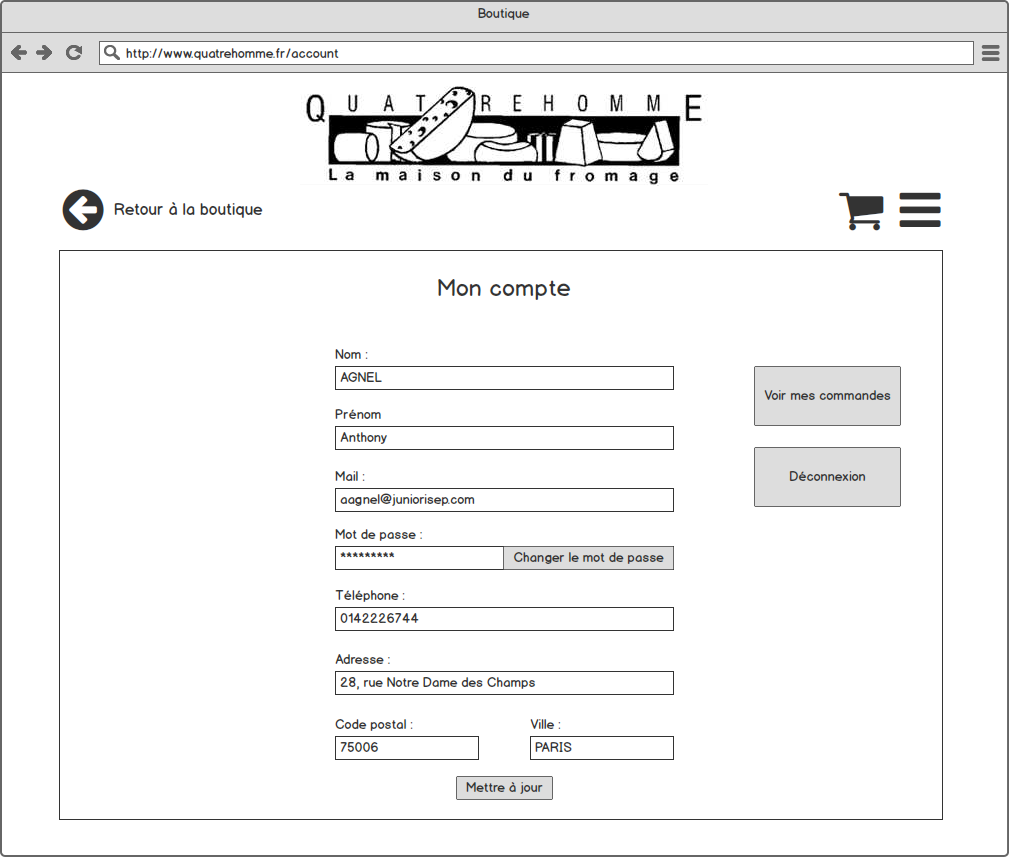 Boutique
http://www.quatrehomme.fr/account
QUATREHOMME
La maison du fromage
Retour à la boutique
Mon compte
Nom :
AGNEL
Voir mes commandes
Prénom
Anthony
Déconnexion
Mail :
aagnel@juniorisep.com
Mot de passe :
********* Changer le mot de passe
Téléphone :
0142226744
Adresse :
28, rue Notre Dame des Champs
Code postal : Ville :
75006 PARIS
Mettre à jour